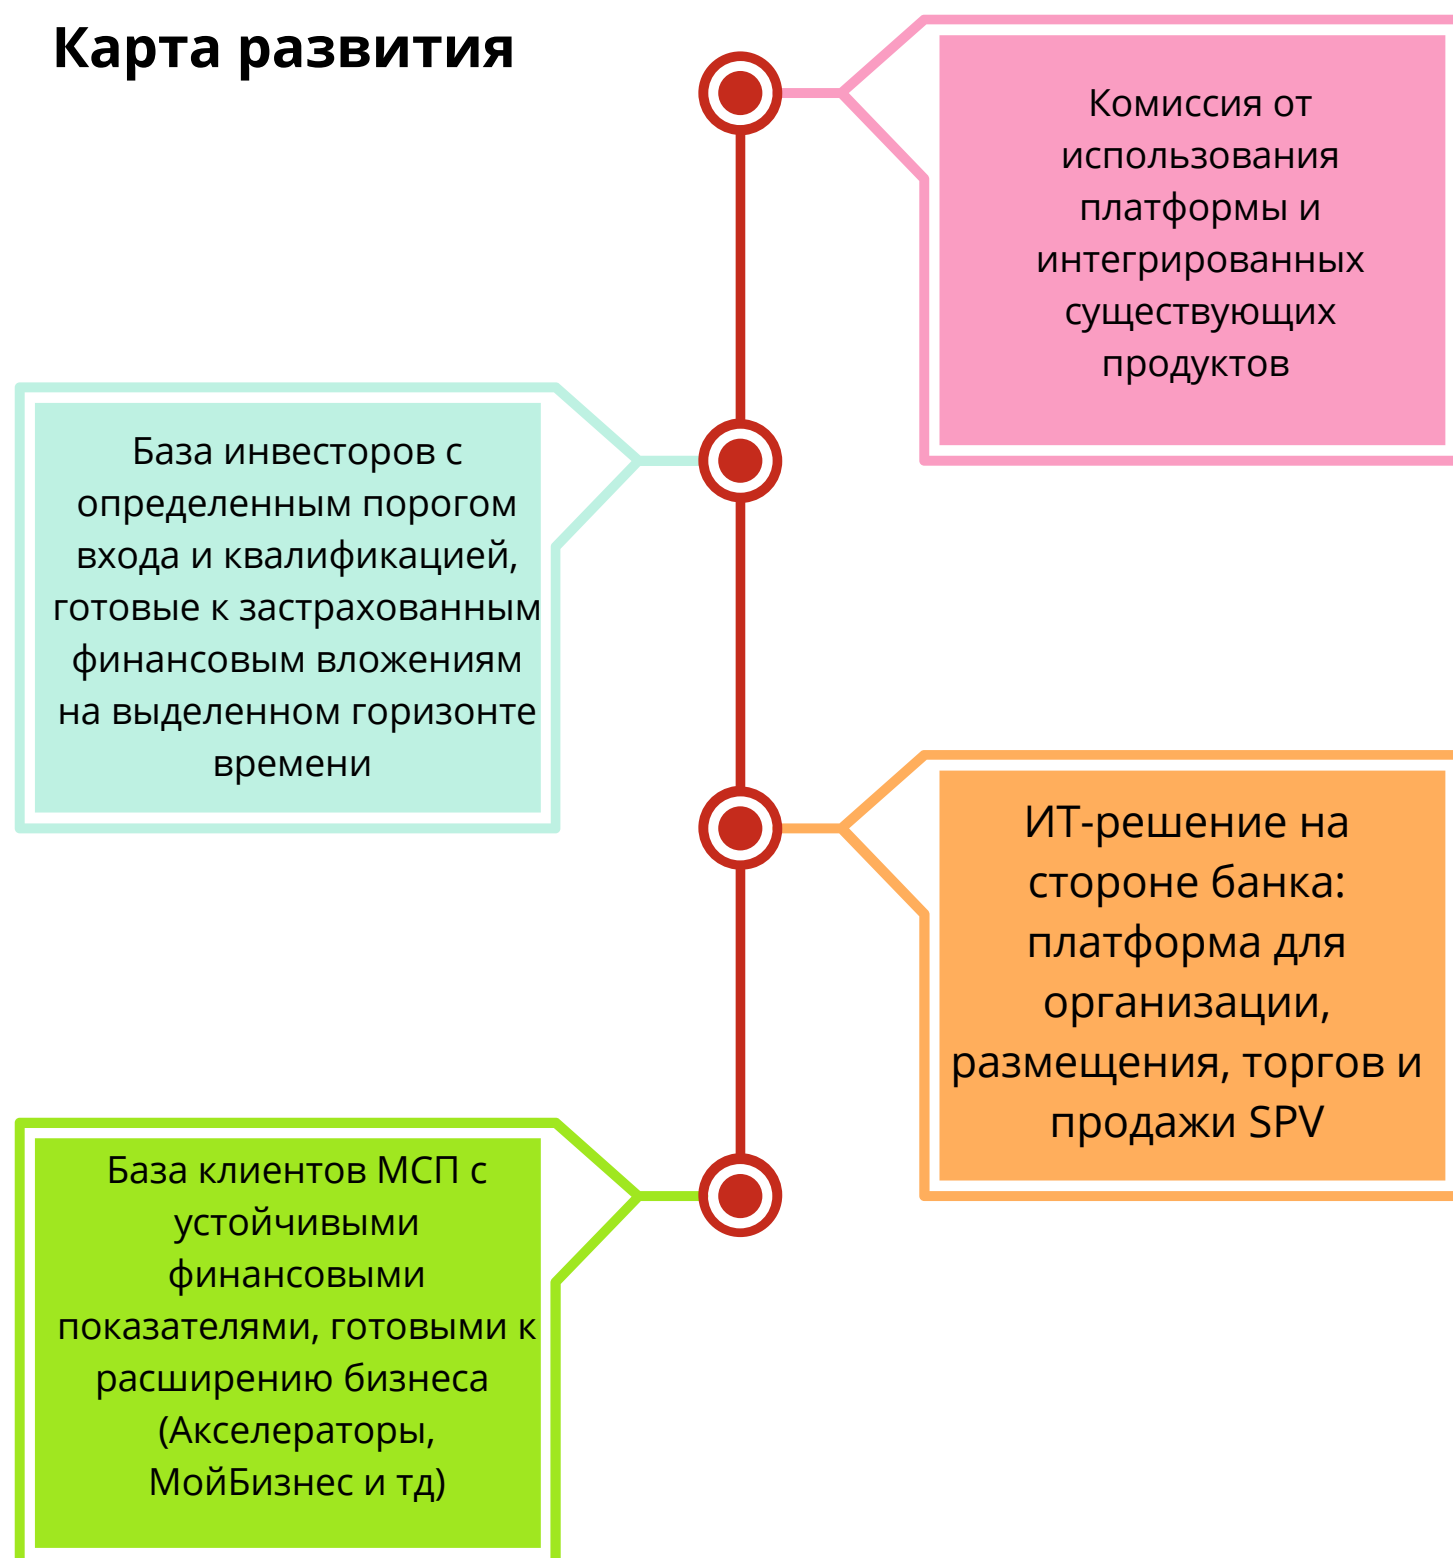 Карта развития
Комиссия от
использования
платформы и
интегрированных
существующих
продуктов
База инвесторов с
определенным порогом
входа и квалификацией,
готовые к застрахованным
финансовым вложениям
на выделенном горизонте
времени
ИТ-решение на
стороне банка:
платформа для
организации,
размещения, торгов и
продажи SPV
База клиентов МСП с
устойчивыми
финансовыми
показателями, готовыми к
расширению бизнеса
(Акселераторы,
МойБизнес и тд)